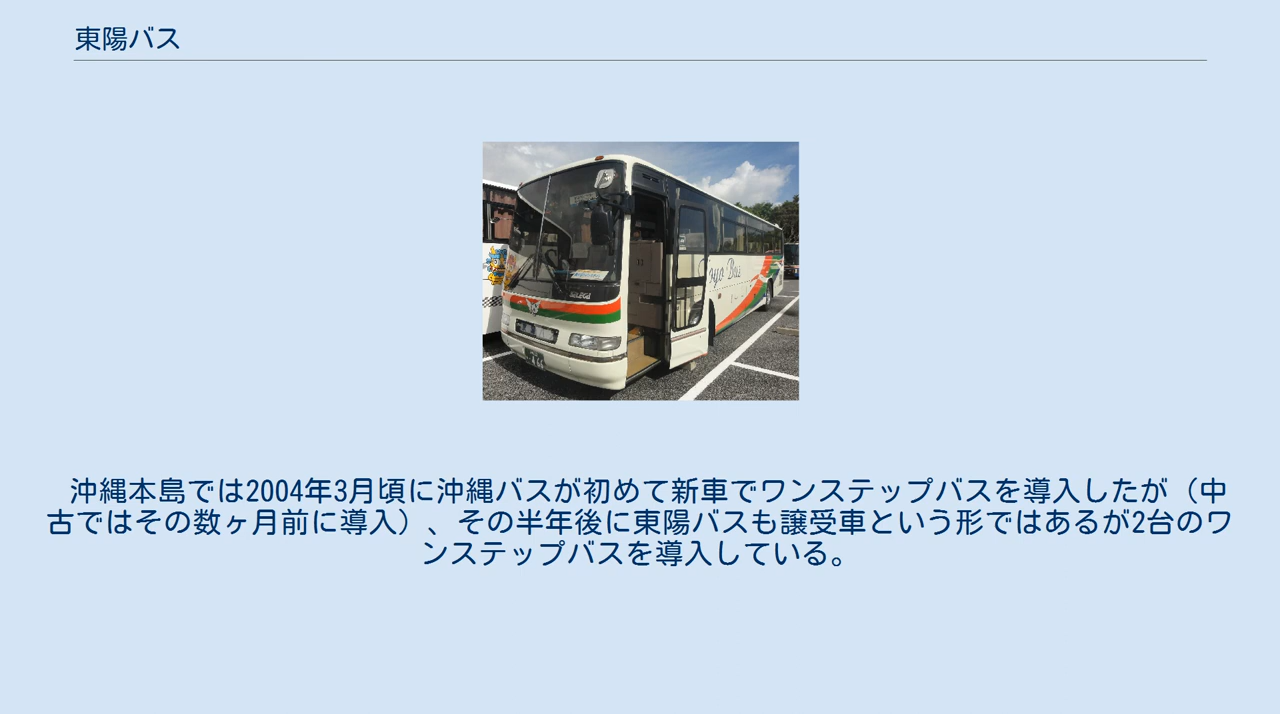 東陽バス
SELEGA
Toyo Bus
沖縄本島では2004年3月頃に沖縄バスが初めて新車でワンステップバスを導入したが（中
古ではその数ヶ月前に導入）、その半年後に東陽バスも譲受車という形ではあるが2台のワ
ンステップバスを導入している。